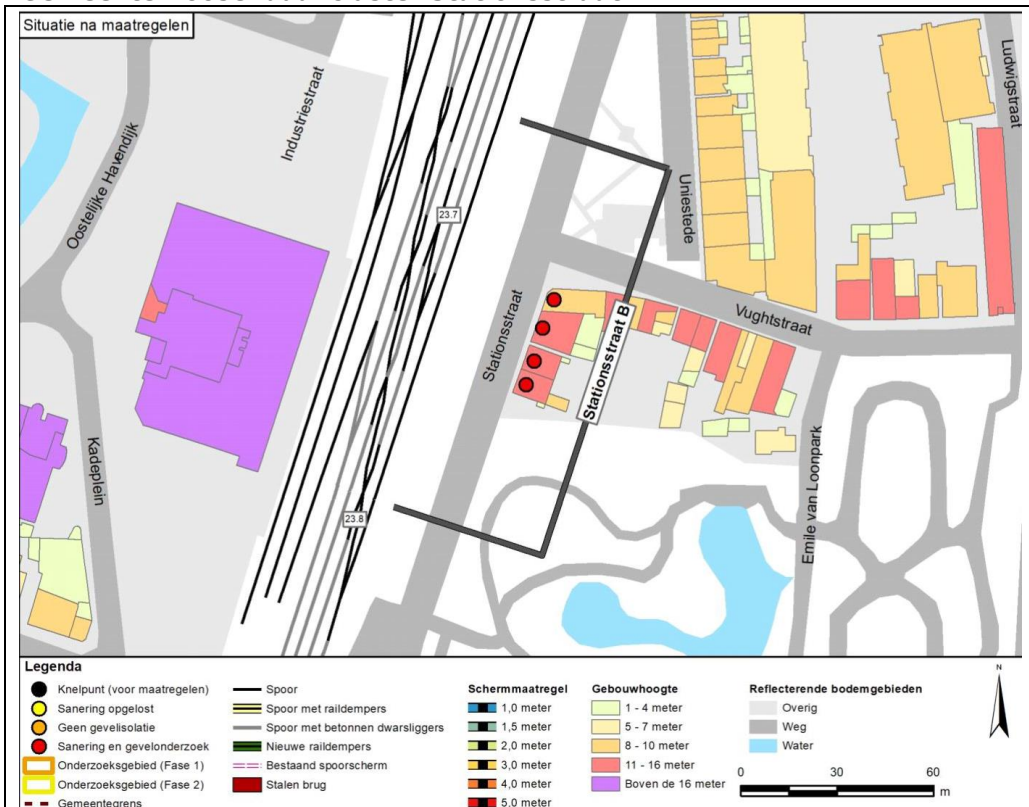 Situatie na maatregelen
Oostelijke Havendijk
Industriestraat
23.7
Uniestede
Ludwigstraat
Stationsstraat
Stationsstraat B
Vughtstraat
Kadeplein
23.8
Emile van Loonpark
Legenda
Knelpunt (voor maatregelen)
Sanering opgelost
Geen gevelisolatie
Sanering en gevelonderzoek
Onderzoeksgebied (Fase 1)
Onderzoeksgebied (Fase 2)
Gemeentegrens
Spoor
Spoor met raildempers
Spoor met betonnen dwarsliggers
Nieuwe raildempers
Bestaand spoorscherm
Stalen brug
Schermmaatregel
1,0 meter
1,5 meter
2,0 meter
3,0 meter
4,0 meter
5,0 meter
Gebouwhoogte
1 - 4 meter
5 - 7 meter
8 - 10 meter
11 - 16 meter
Boven de 16 meter
Reflecterende bodemgebieden
Overig
Weg
Water
N
0 30 60
m